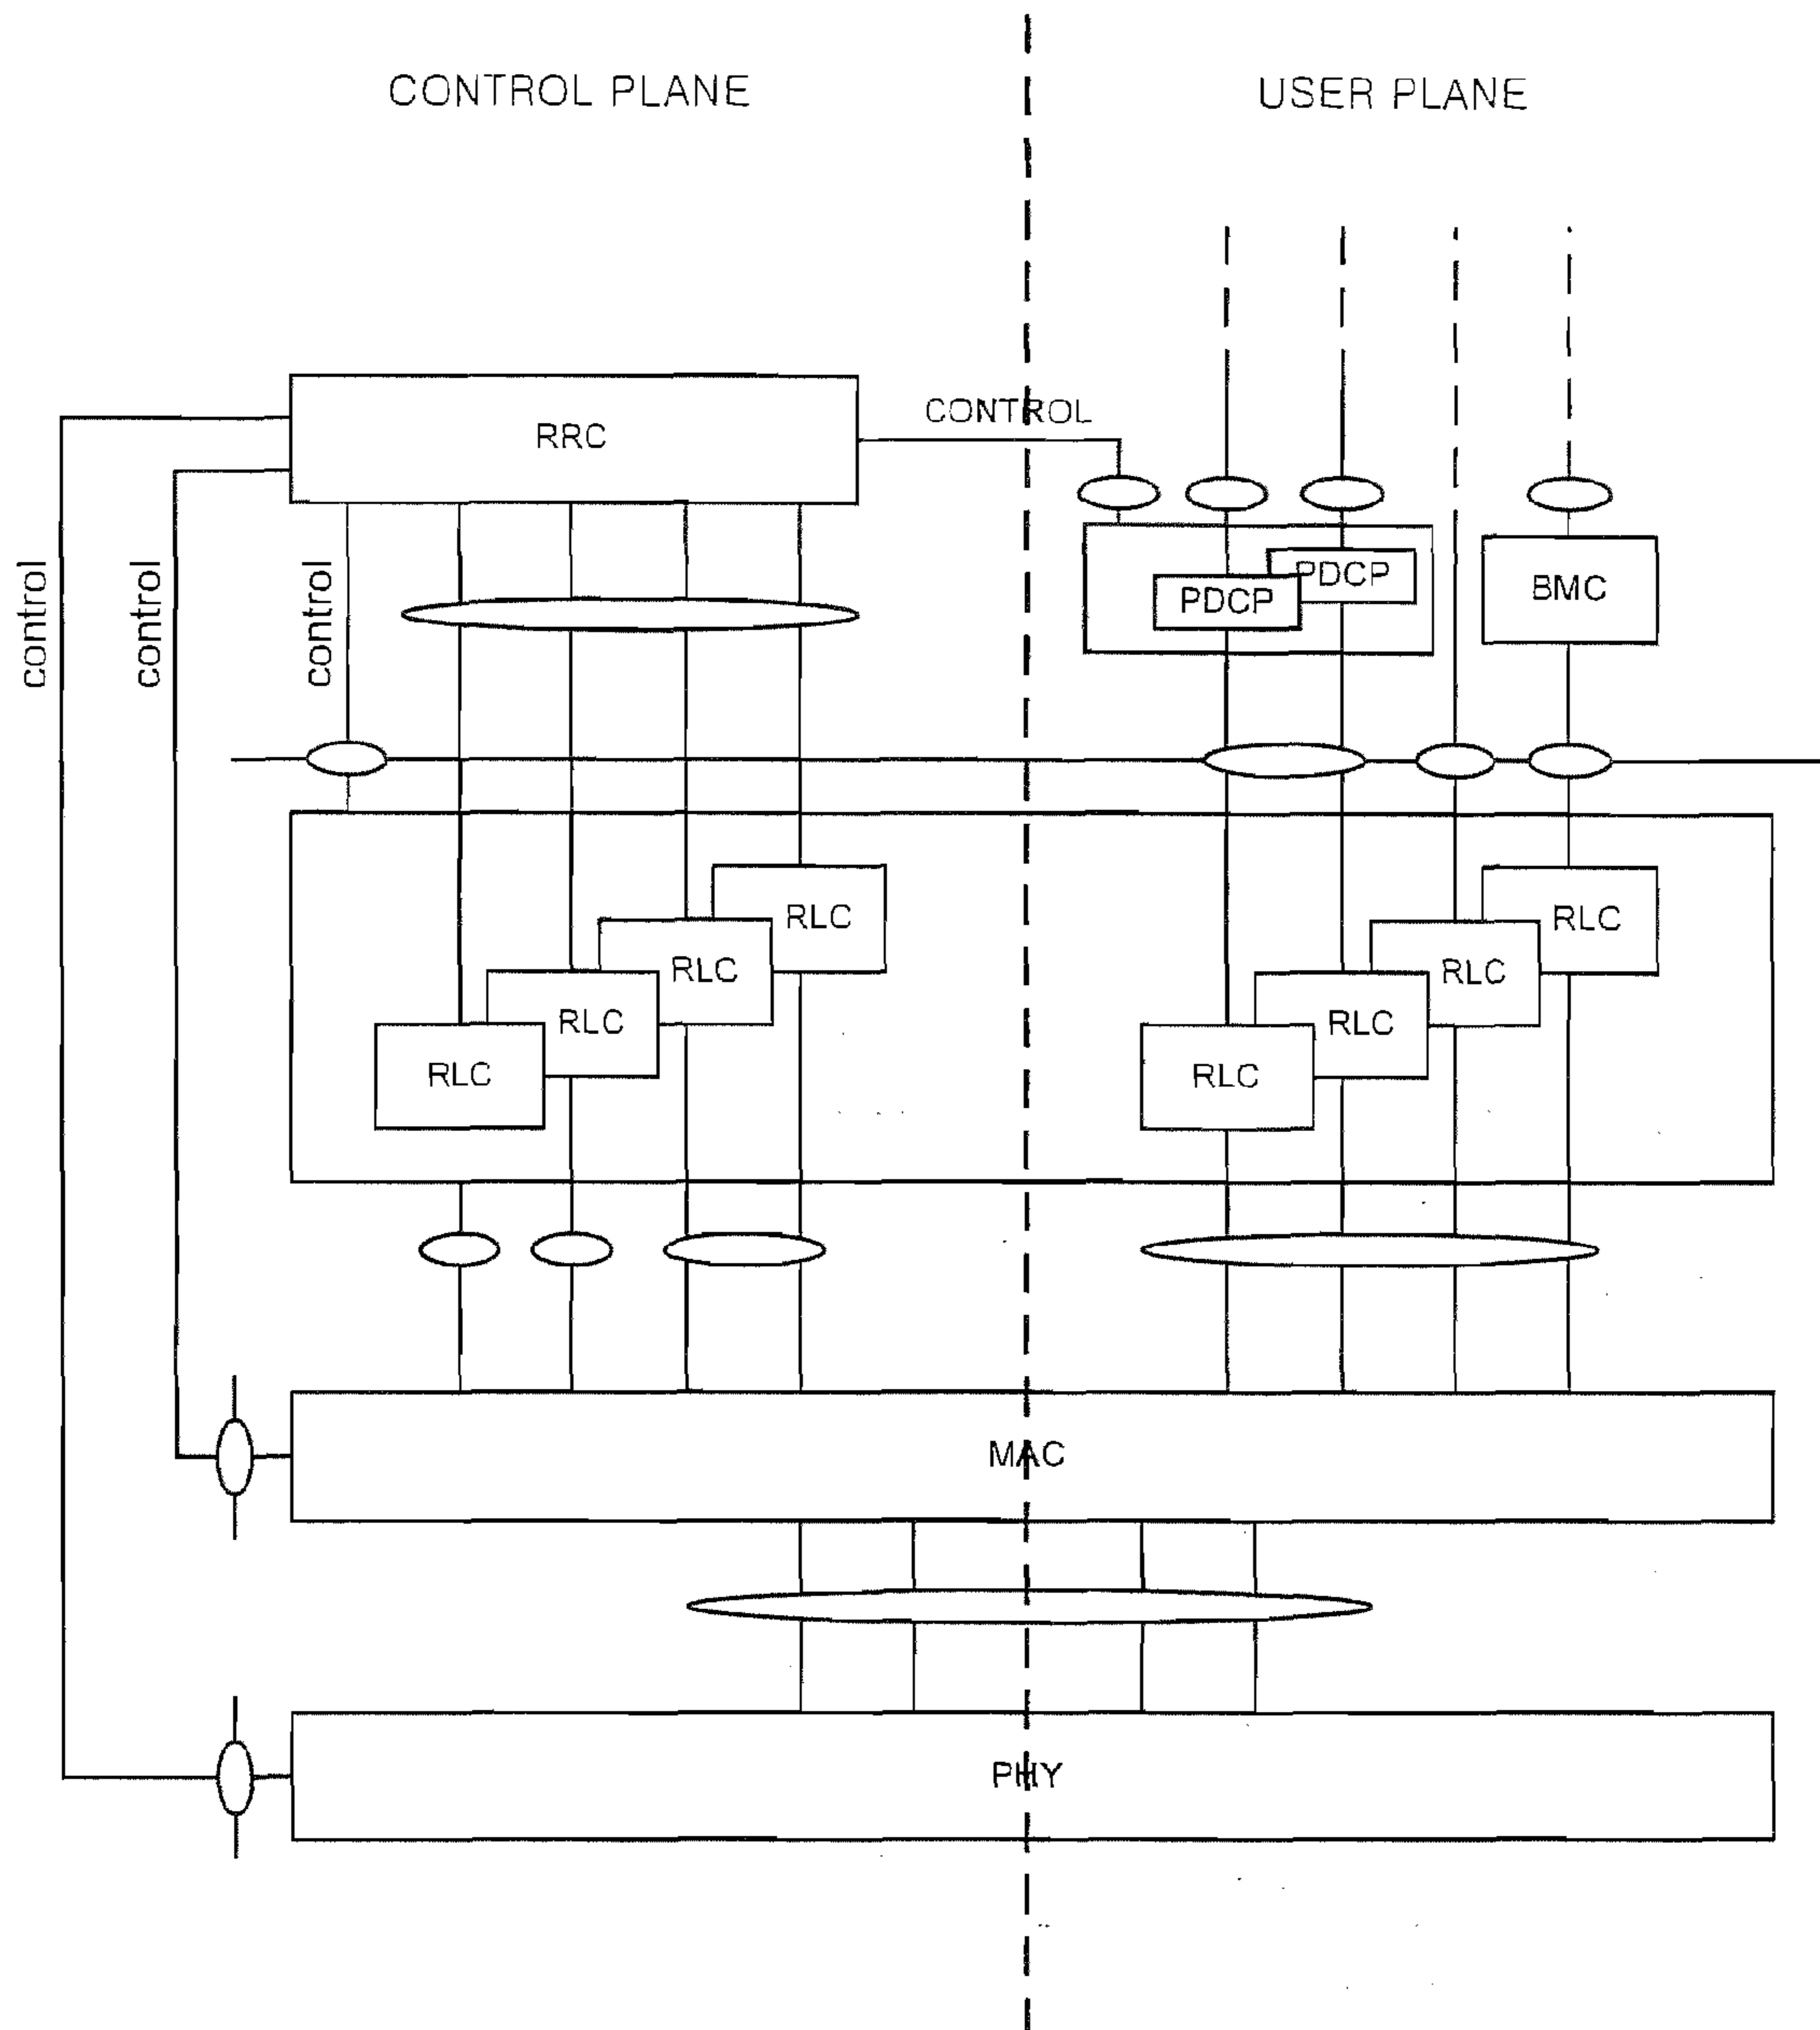 CONTROL PLANE
USER PLANE
RRC
CONTROL
control
control
control
PDCP
PDCP
BMC
RLC
RLC
RLC
RLC
RLC
RLC
RLC
RLC
MAC
PHY